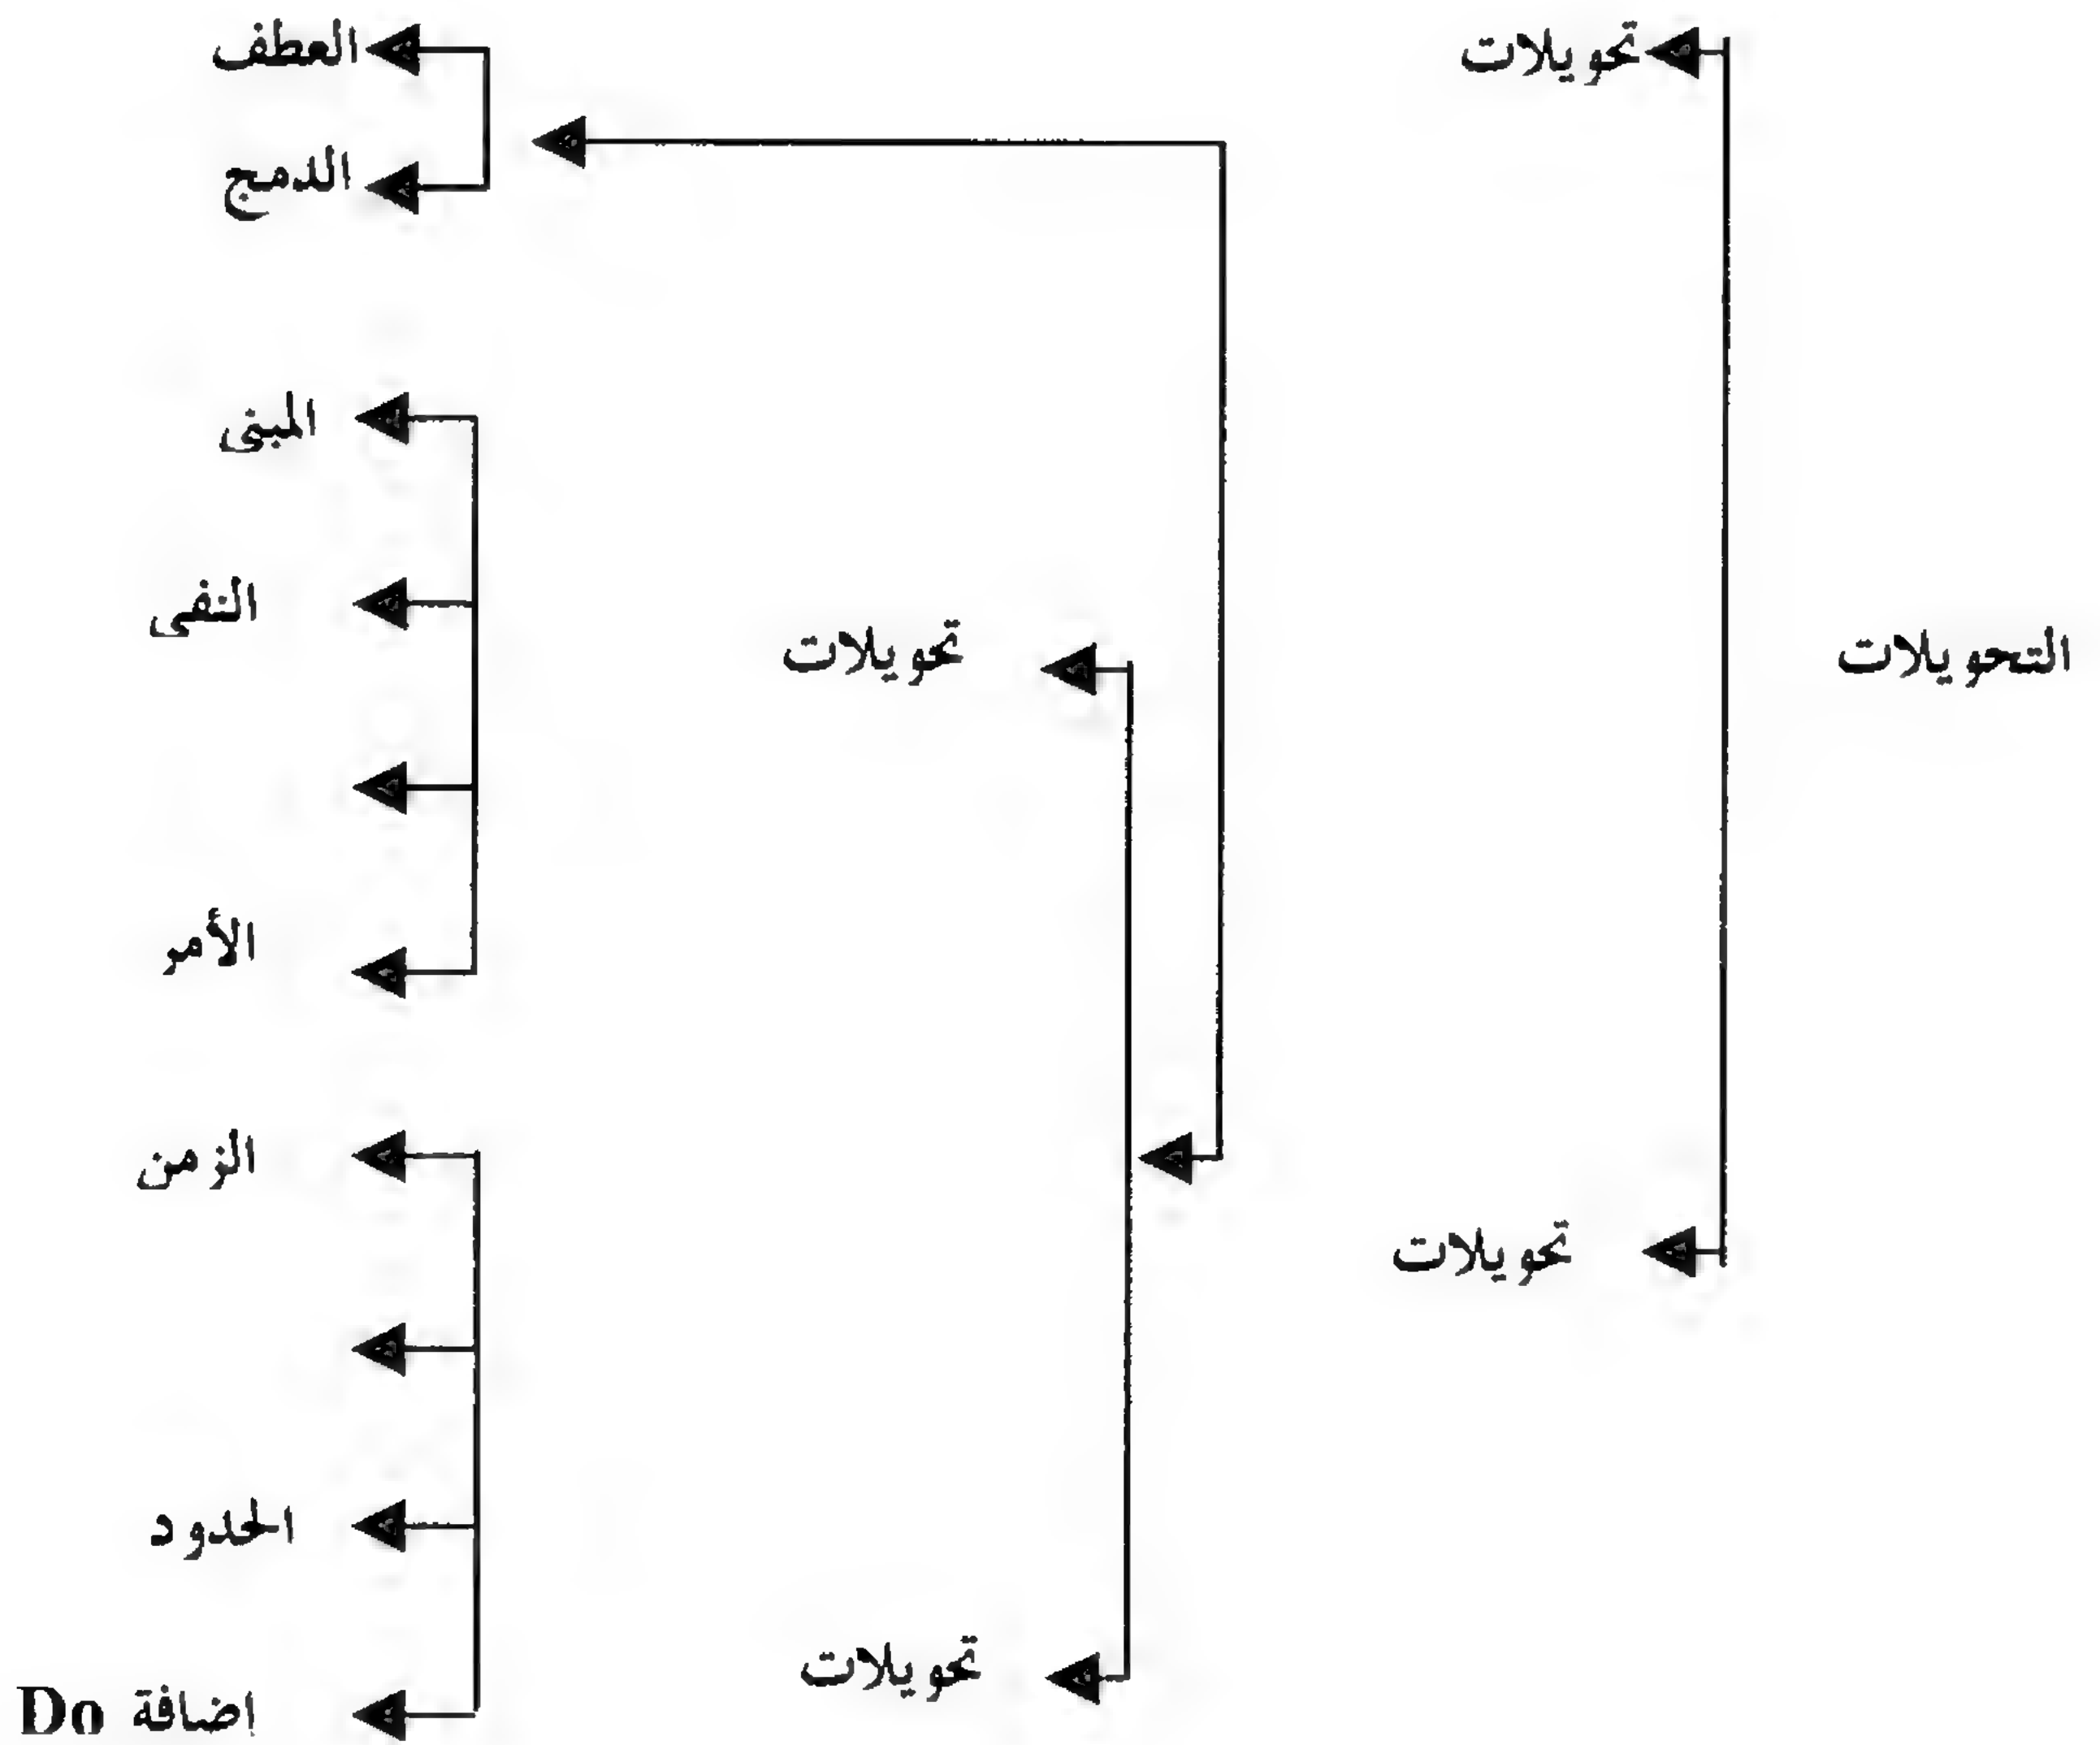 التحويلات
تحويلات
تحويلات
تحويلات
تحويلات
العطف
الدمج
المبنى
النفى
الأمر
الزمن
الحدود
إضافة Do